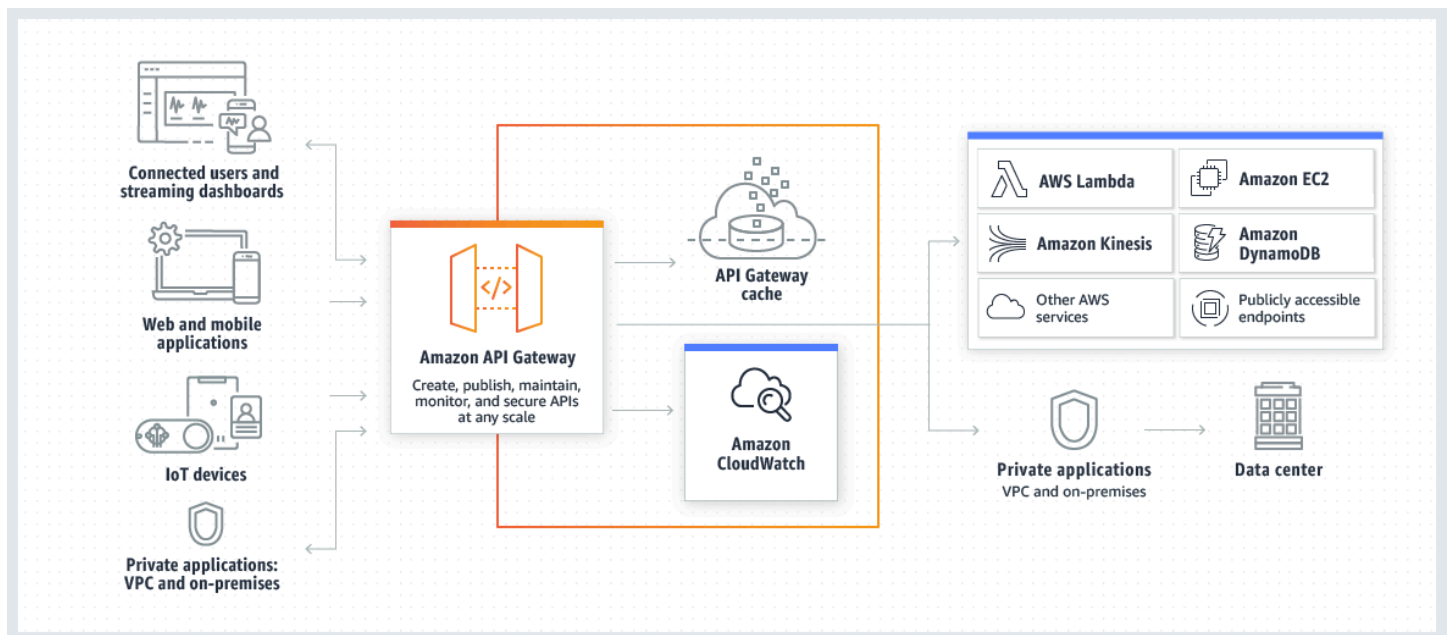 Connected users and
streaming dashboards
Web and mobile
applications
IoT devices
Private applications:
VPC and on-premises
</>
Amazon API Gateway
Create, publish, maintain,
monitor, and secure APIs
at any scale
API Gateway
cache
Amazon
CloudWatch
AWS Lambda
Amazon EC2
Amazon Kinesis
Amazon
DynamoDB
Other AWS
services
Publicly accessible
endpoints
Private applications
VPC and on-premises
Data center